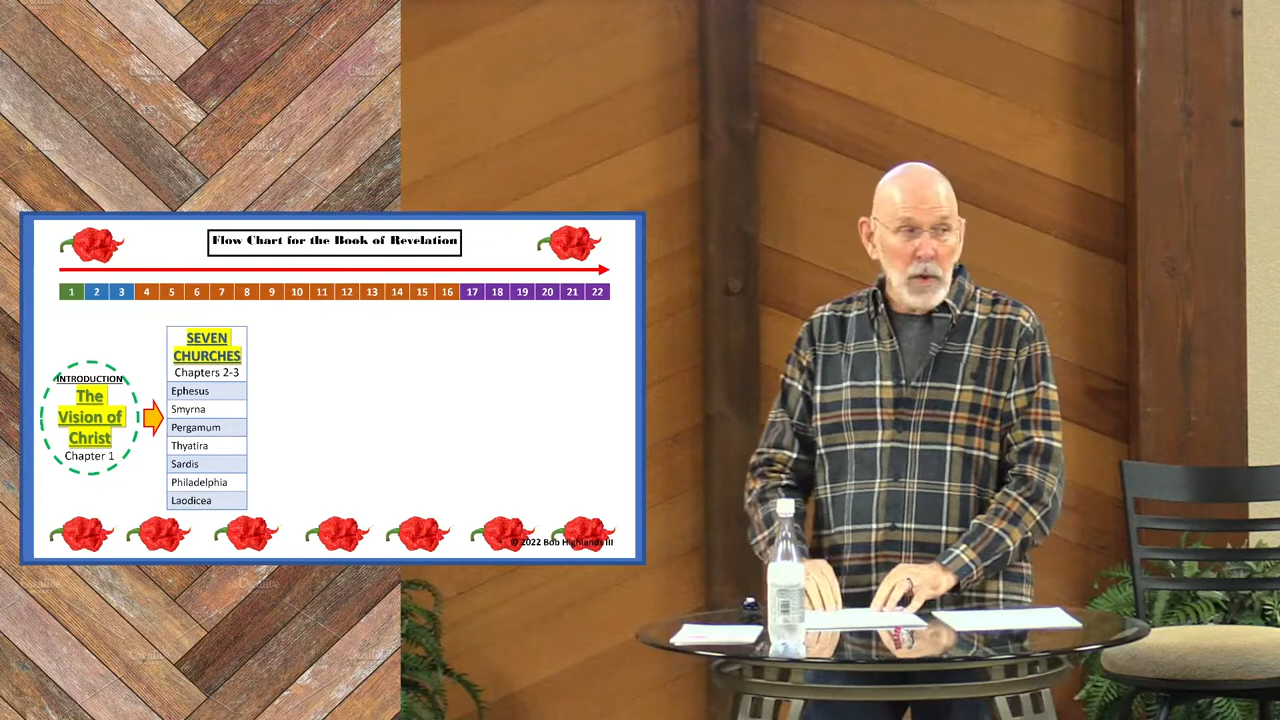 Flow Chart for the Book of Revelation
1 2 3 4 5 6 7 8 9 10 11 12 13 14 15 16 17 18 19 20 21 22
INTRODUCTION
The
Vision of
Christ
Chapter 1
SEVEN
CHURCHES
Chapters 2-3
Ephesus
Smyrna
Pergamum
Thyatira
Sardis
Philadelphia
Laodicea
© 2022 Bob Highlands III